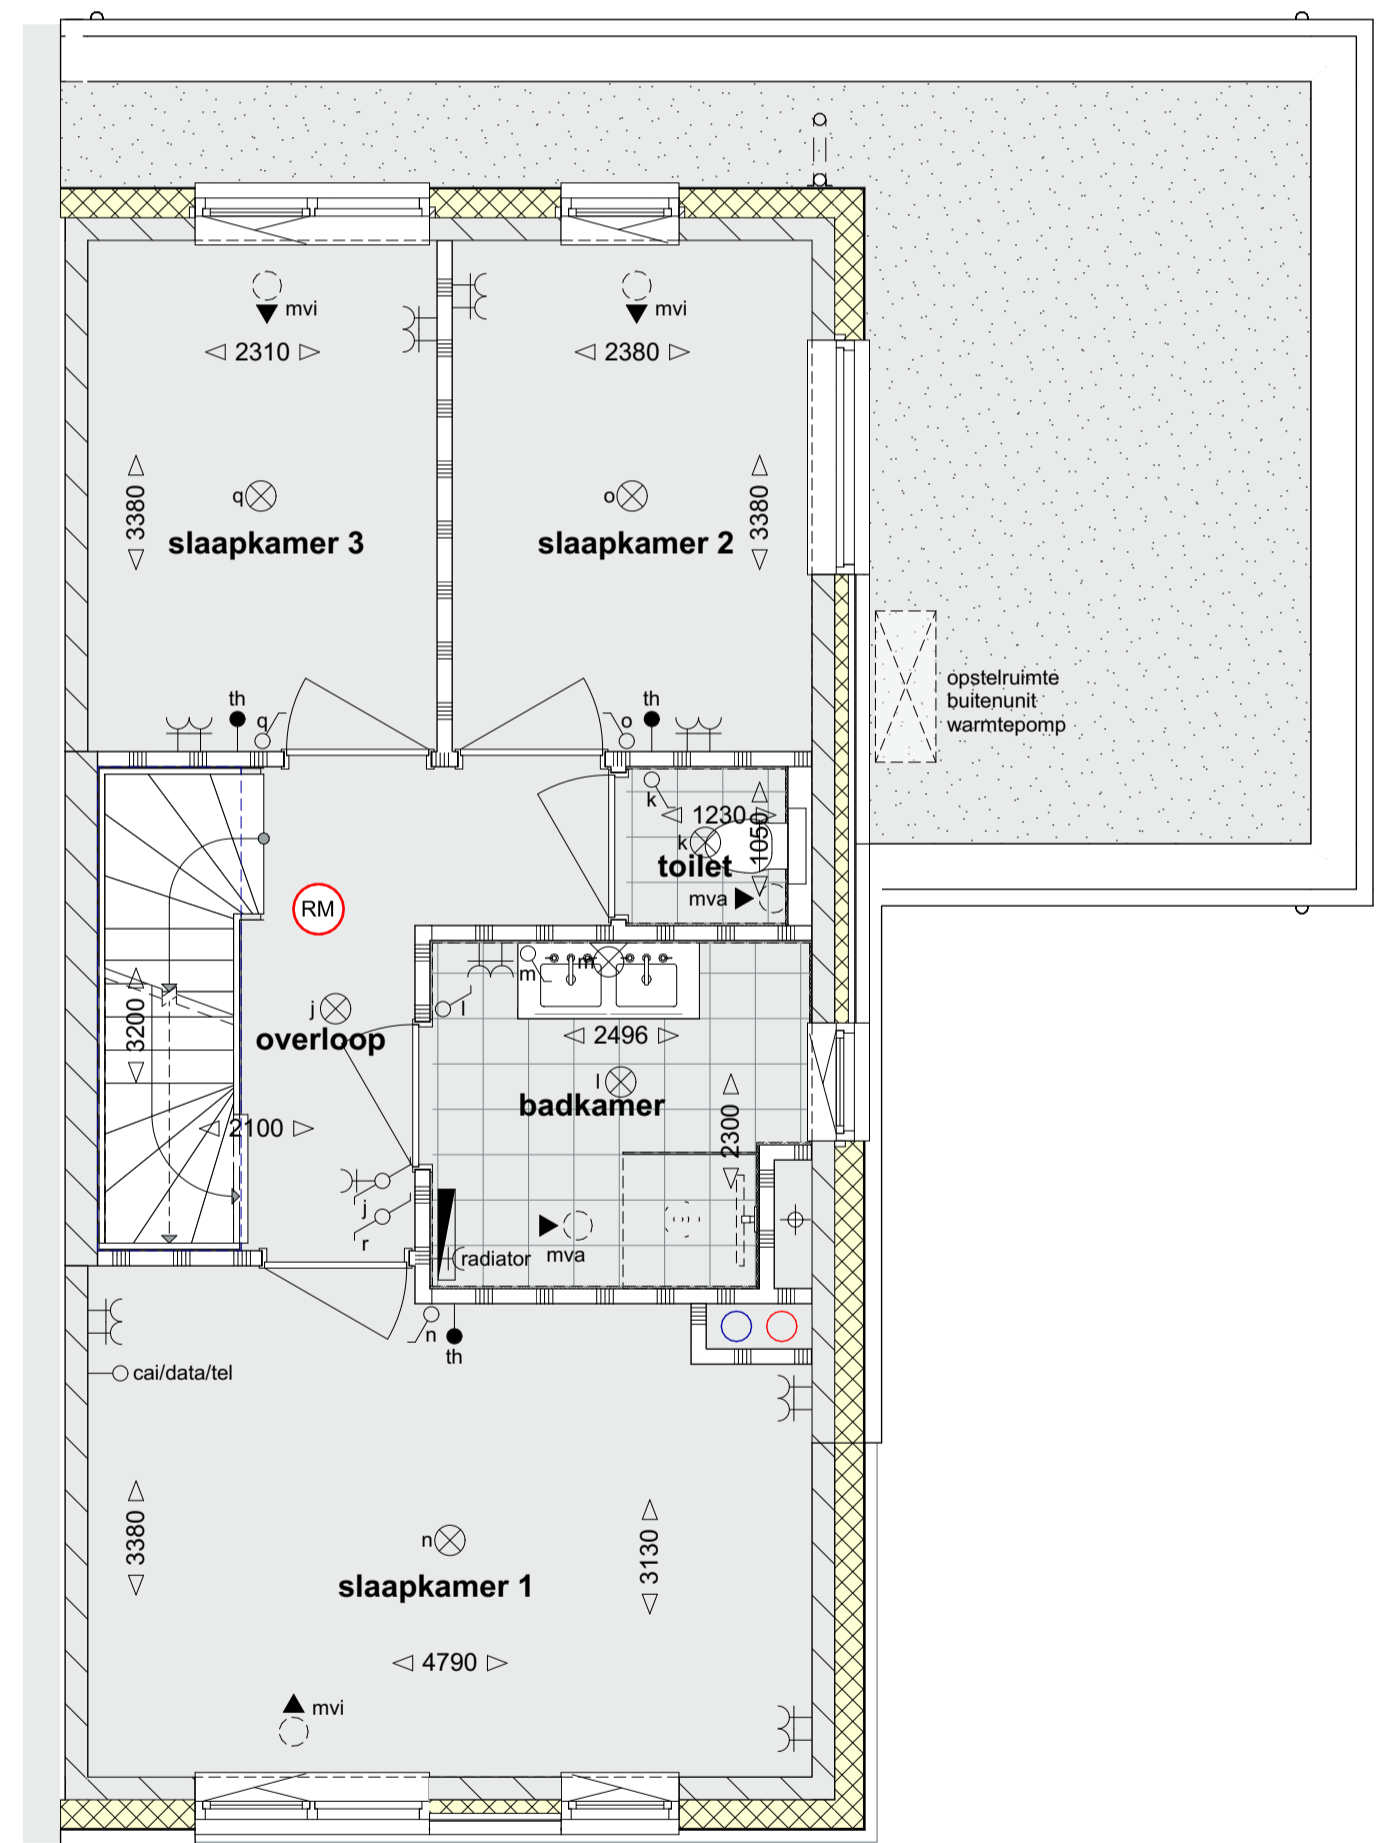 mvi
mvi
2310
2380
3380
3380
q
o
slaapkamer 3
slaapkamer 2
opstelruimte
buitenunit
warmtepomp
th
q
o
th
k
1230
1050
k
toilet
mva
RM
m
m
l
3200
j
overloop
2496
l
badkamer
2300
2100
j
r
radiator
mva
n
th
cai/data/tel
3380
3130
n
slaapkamer 1
4790
mvi